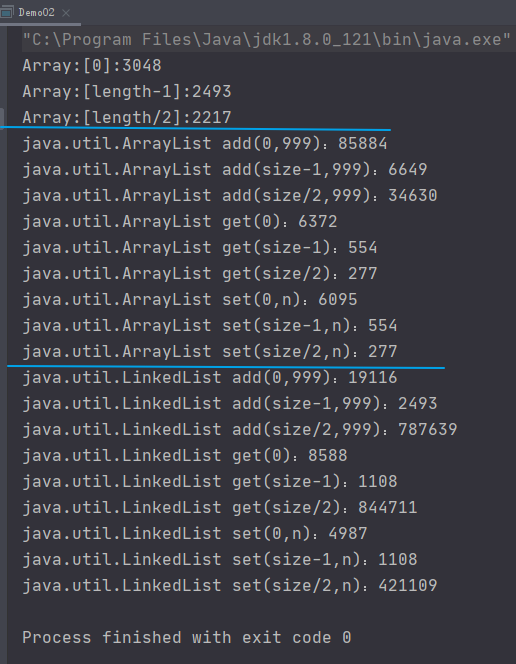 Demo02 ×
"C:\Program Files\Java\jdk1.8.0_121\bin\java.exe"
Array:[0]:3048
Array:[length-1]:2493
Array:[length/2]:2217
java.util.ArrayList add(0,999)：85884
java.util.ArrayList add(size-1,999)：6649
java.util.ArrayList add(size/2,999)：34630
java.util.ArrayList get(0)：6372
java.util.ArrayList get(size-1)：554
java.util.ArrayList get(size/2)：277
java.util.ArrayList set(0,n)：6095
java.util.ArrayList set(size-1,n)：554
java.util.ArrayList set(size/2,n)：277
java.util.LinkedList add(0,999)：19116
java.util.LinkedList add(size-1,999)：2493
java.util.LinkedList add(size/2,999)：787639
java.util.LinkedList get(0)：8588
java.util.LinkedList get(size-1)：1108
java.util.LinkedList get(size/2)：844711
java.util.LinkedList set(0,n)：4987
java.util.LinkedList set(size-1,n)：1108
java.util.LinkedList set(size/2,n)：421109
Process finished with exit code 0